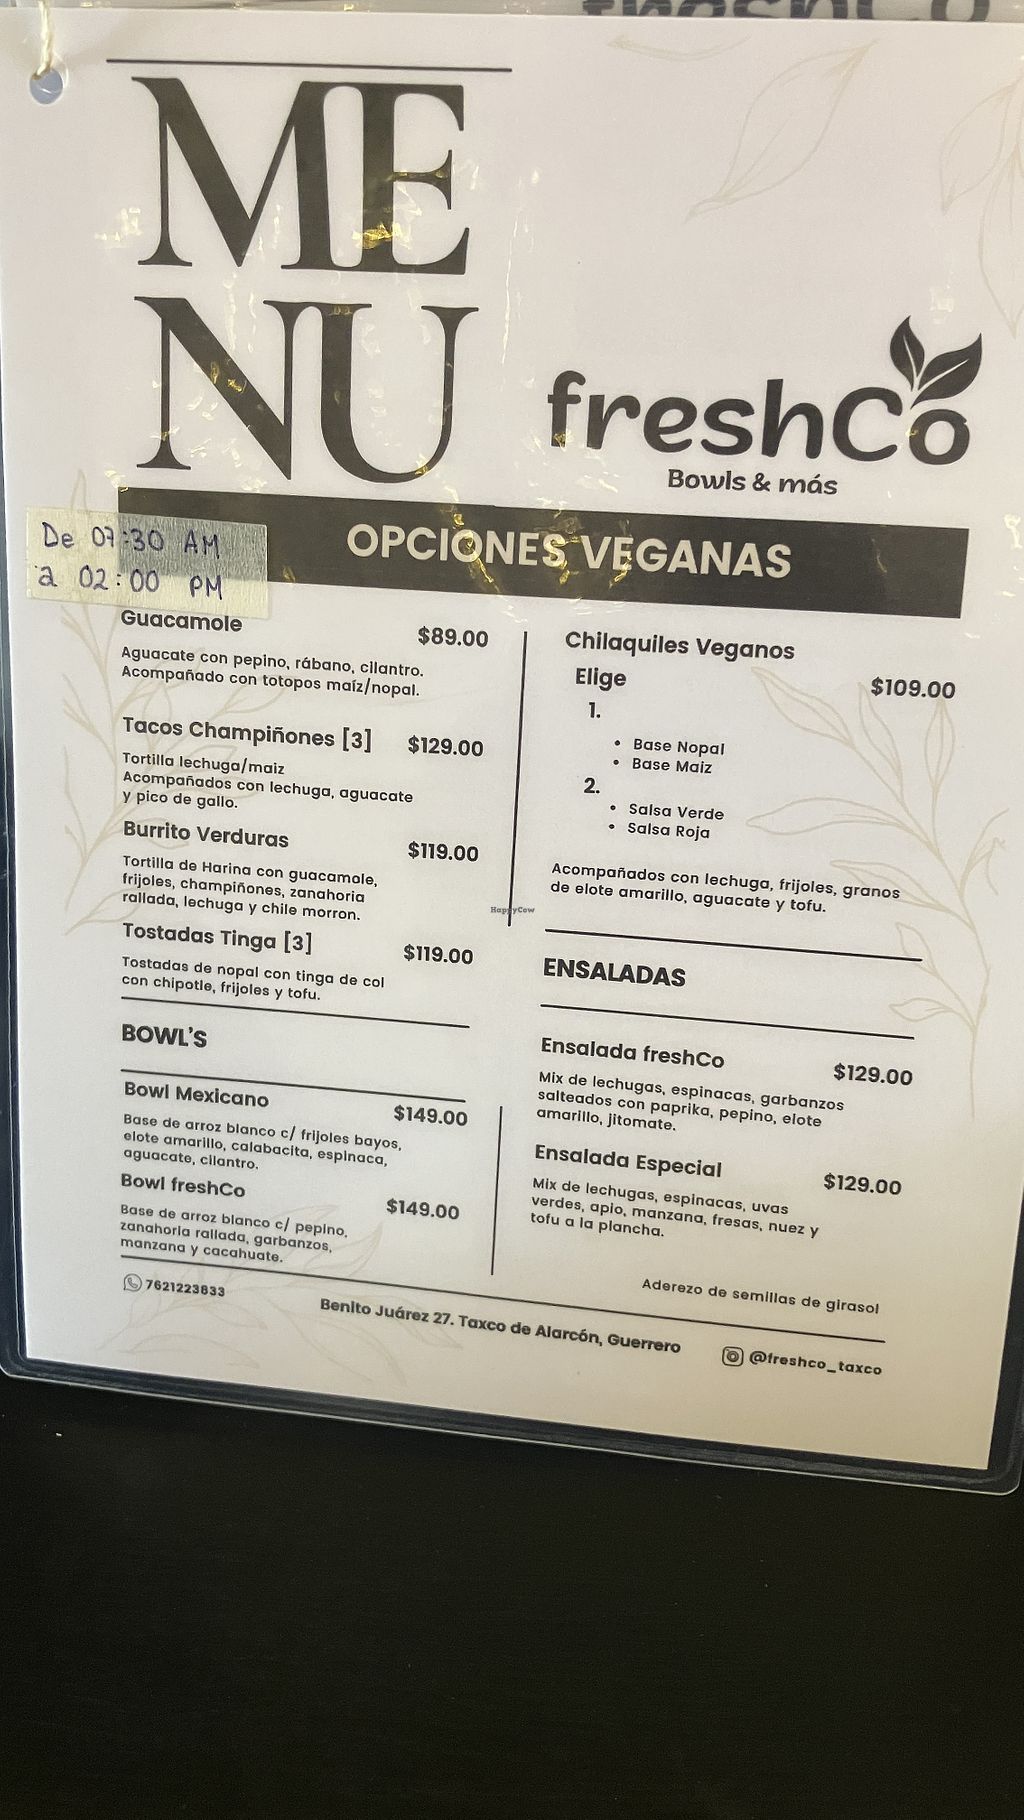 freshCo
ME
NU
freshCo
Bowls & más
OPCIONES VEGANAS
De 07:30 AM
a 02:00 PM
Guacamole
$89.00
Aguacate con pepino, rábano, cilantro.
Acompañado con totopos maíz/nopal.
Tacos Champiñones [3] $129.00
Tortilla lechuga/maiz
Acompañados con lechuga, aguacate
y pico de gallo.
Burrito Verduras
$119.00
Tortilla de Harina con guacamole,
frijoles, champiñones, zanahoria
rallada, lechuga y chile morron.
Tostadas Tinga [3]
$119.00
Tostadas de nopal con tinga de col
con chipotle, frijoles y tofu.
Chilaquiles Veganos
Elige
$109.00
1.
• Base Nopal
• Base Maiz
2.
• Salsa Verde
• Salsa Roja
Acompañados con lechuga, frijoles, granos
de elote amarillo, aguacate y tofu.
HappyCow
BOWL'S
Bowl Mexicano
$149.00
Base de arroz blanco c/ frijoles bayos,
elote amarillo, calabacita, espinaca,
aguacate, cilantro.
Bowl freshCo
$149.00
Base de arroz blanco c/ pepino,
zanahoria rallada, garbanzos,
manzana y cacahuate.
ENSALADAS
Ensalada freshCo
$129.00
Mix de lechugas, espinacas, garbanzos
salteados con paprika, pepino, elote
amarillo, jitomate.
Ensalada Especial
$129.00
Mix de lechugas, espinacas, uvas
verdes, apio, manzana, fresas, nuez y
tofu a la plancha.
Aderezo de semillas de girasol
7621223633
Benito Juárez 27. Taxco de Alarcón, Guerrero
@freshco_taxco